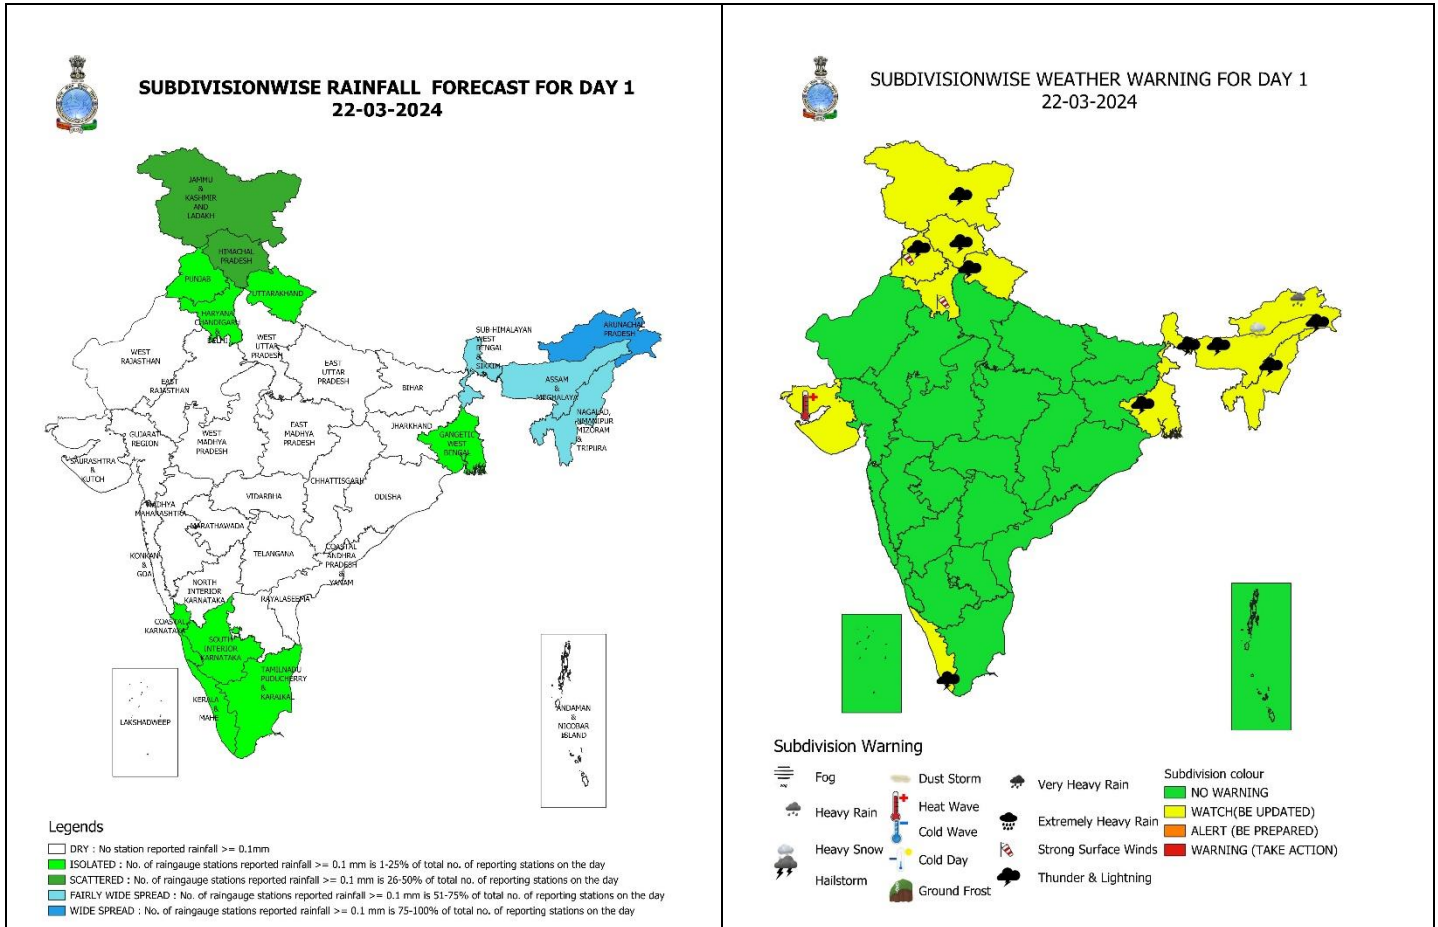 SUBDIVISIONWISE RAINFALL FORECAST FOR DAY 1
22-03-2024
JAMMU
&
KASHMIR
AND
LADAKH
HIMACHAL
PRADESH
PUNJAB
UTTARAKHAND
HARYANA
CHANDIGARH
&
DELHI
WEST
UTTAR
PRADESH
EAST
UTTAR
PRADESH
WEST
RAJASTHAN
EAST
RAJASTHAN
BIHAR
SUB-HIMALAYAN
WEST
BENGAL
&
SIKKIM
ARUNACHAL
PRADESH
ASSAM
&
MEGHALAYA
NAGALAD,
MANIPUR
MIZORAM
&
TRIPURA
GUJARAT
REGION
WEST
MADHYA
PRADESH
EAST
MADHYA
PRADESH
JHARKHAND
GANGETIC
WEST
BENGAL
SAURASHTRA
&
KUTCH
CHHATTISGARH
ODISHA
VIDARBHA
MADHYA
MAHARASHTRA
MARATHAWADA
KONKAN
&
GOA
TELANGANA
COASTAL
ANDHRA
PRADESH
&
YANAM
NORTH
INTERIOR
KARNATAKA
RAYALASEEMA
COASTAL
KARNATAKA
SOUTH
INTERIOR
KARNATAKA
TAMILNADU
PUDUCHERRY
&
KARAIKAL
KERALA
&
MAHE
LAKSHADWEEP
ANDAMAN
&
NICOBAR
ISLAND
Legends
DRY : No station reported rainfall >= 0.1mm
ISOLATED : No. of raingauge stations reported rainfall >= 0.1 mm is 1-25% of total no. of reporting stations on the day
SCATTERED : No. of raingauge stations reported rainfall >= 0.1 mm is 26-50% of total no. of reporting stations on the day
FAIRLY WIDE SPREAD : No. of raingauge stations reported rainfall >= 0.1 mm is 51-75% of total no. of reporting stations on the day
WIDE SPREAD : No. of raingauge stations reported rainfall >= 0.1 mm is 75-100% of total no. of reporting stations on the day
SUBDIVISIONWISE WEATHER WARNING FOR DAY 1
22-03-2024
Subdivision Warning
Fog
Heavy Rain
Heavy Snow
Hailstorm
Dust Storm
Heat Wave
Cold Wave
Cold Day
Ground Frost
Very Heavy Rain
Extremely Heavy Rain
Strong Surface Winds
Thunder & Lightning
Subdivision colour
NO WARNING
WATCH(BE UPDATED)
ALERT (BE PREPARED)
WARNING (TAKE ACTION)